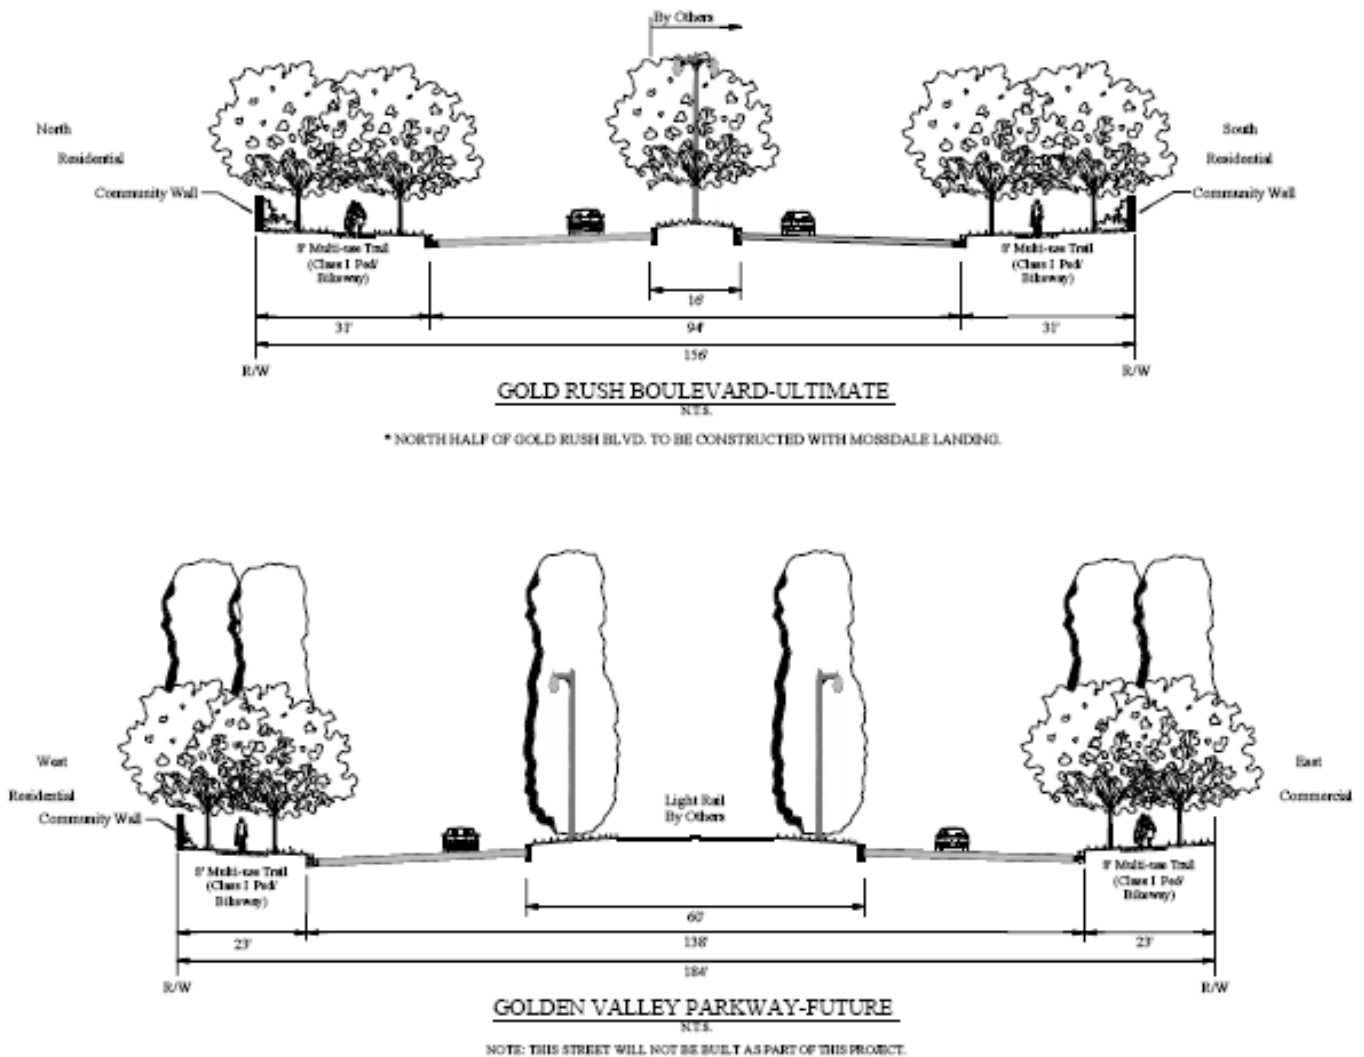 By Others
North
Residential
Community Wall
South
Residential
Community Wall
8' Multi-use Trail
(Class I Ped/
Bikeway)
8' Multi-use Trail
(Class I Ped/
Bikeway)
16'
31'
94'
31'
156'
R/W
R/W
GOLD RUSH BOULEVARD-ULTIMATE
N.T.S.
* NORTH HALF OF GOLD RUSH BLVD. TO BE CONSTRUCTED WITH MOSSDALE LANDING.
West
Residential
Community Wall
Light Rail
By Others
East
Commercial
8' Multi-use Trail
(Class I Ped/
Bikeway)
8' Multi-use Trail
(Class I Ped/
Bikeway)
60'
23'
138'
23'
184'
R/W
R/W
GOLDEN VALLEY PARKWAY-FUTURE
N.T.S.
NOTE: THIS STREET WILL NOT BE BUILT AS PART OF THIS PROJECT.